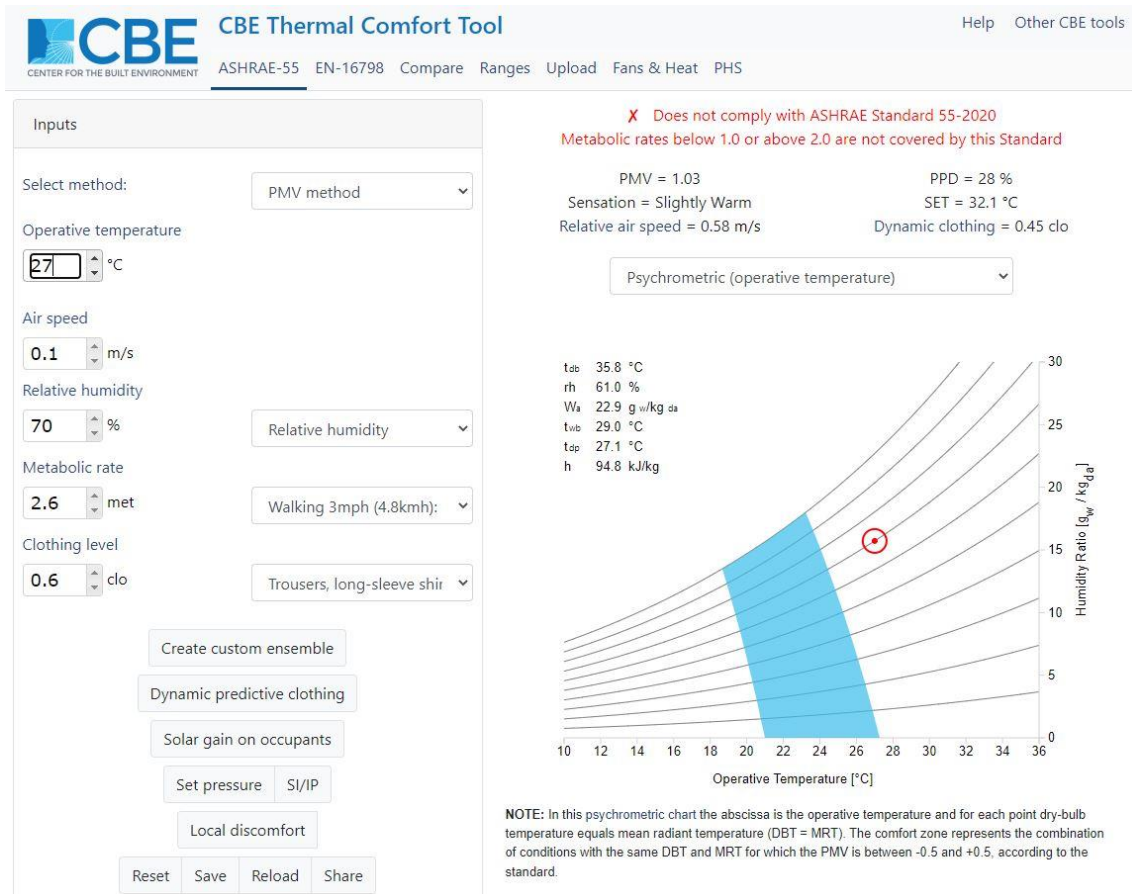 CBE
CENTER FOR THE BUILT ENVIRONMENT
CBE Thermal Comfort Tool
Help Other CBE tools
ASHRAE-55 EN-16798 Compare Ranges Upload Fans & Heat PHS
Inputs
Select method:
PMV method
Operative temperature
27 °C
Air speed
0.1 m/s
Relative humidity
70 % Relative humidity
Metabolic rate
2.6 met Walking 3mph (4.8kmh):
Clothing level
0.6 clo Trousers, long-sleeve shir
Create custom ensemble
Dynamic predictive clothing
Solar gain on occupants
Set pressure SI/IP
Local discomfort
Reset Save Reload Share
✗ Does not comply with ASHRAE Standard 55-2020
Metabolic rates below 1.0 or above 2.0 are not covered by this Standard
PMV = 1.03 PPD = 28 %
Sensation = Slightly Warm SET = 32.1 °C
Relative air speed = 0.58 m/s Dynamic clothing = 0.45 clo
Psychrometric (operative temperature)
tdb 35.8 °C
rh 61.0 %
Wa 22.9 g w/kg da
twb 29.0 °C
tdp 27.1 °C
h 94.8 kJ/kg
30
25
20
15
10
5
0
Humidity Ratio [gw / kgda]
10 12 14 16 18 20 22 24 26 28 30 32 34 36
Operative Temperature [°C]
NOTE: In this psychrometric chart the abscissa is the operative temperature and for each point dry-bulb
temperature equals mean radiant temperature (DBT = MRT). The comfort zone represents the combination
of conditions with the same DBT and MRT for which the PMV is between -0.5 and +0.5, according to the
standard.